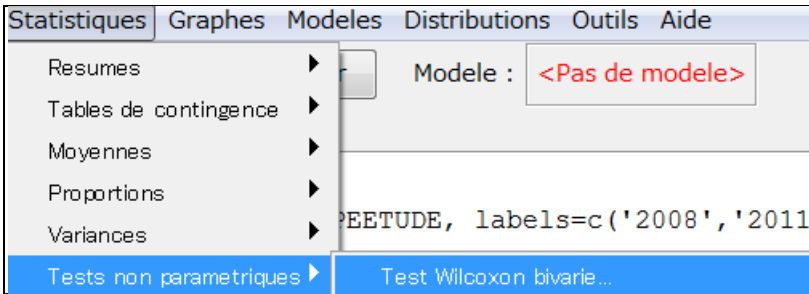 Statistiques Graphes Modeles Distributions Outils Aide
Resumes
Modele : <Pas de modele>
Tables de contingence
Moyennes
Proportions
PEETUDE, labels=c('2008','2011
Variances
Tests non parametriques Test Wilcoxon bivarie...